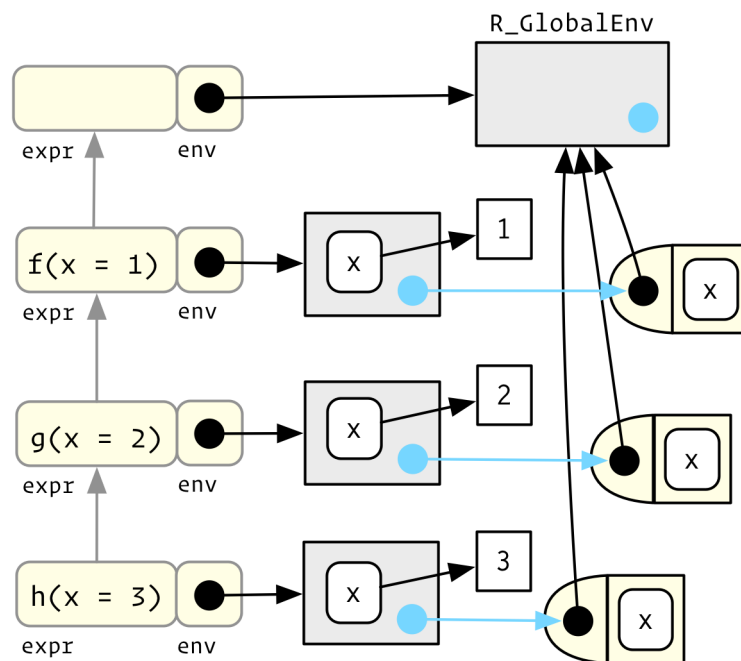 R_GlobalEnv
expr env
f(x = 1) x 1 x
expr env
g(x = 2) x 2 x
expr env
h(x = 3) x 3 x
expr env